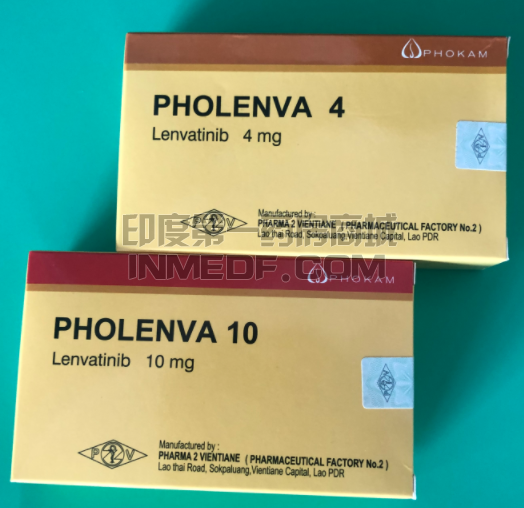 PHOKAM
PHOLENVA 4
Lenvatinib 4 mg
P V
Manufactured by :
PHARMA 2 VIENTIANE ( PHARMACEUTICAL FACTORY No.2 )
Lao thai Road, Sokpaluang,Vientiane Capital, Lao PDR
印度第一药房商城
INMEDF.COM
PHOKAM
PHOLENVA 10
Lenvatinib 10 mg
P V
Manufactured by :
PHARMA 2 VIENTIANE ( PHARMACEUTICAL FACTORY No.2 )
Lao thai Road, Sokpaluang,Vientiane Capital, Lao PDR